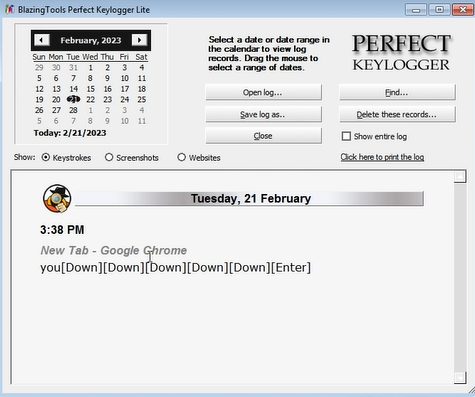 BlazingTools Perfect Keylogger Lite
February, 2023
Sun Mon Tue Wed Thu Fri Sat
29 30 31 1 2 3 4
5 6 7 8 9 10 11
12 13 14 15 16 17 18
19 20 21 22 23 24 25
26 27 28 1 2 3 4
5 6 7 8 9 10 11
Today: 2/21/2023
Select a date or date range in
the calendar to view log
records. Drag the mouse to
select a range of dates.
PERFECT
KEYLOGGER
Open log...
Find...
Save log as..
Delete these records...
Close
Show entire log
Show: Keystrokes Screenshots Websites
Click here to print the log
Tuesday, 21 February
3:38 PM
New Tab - Google Chrome
you[Down][Down][Down][Down][Down][Enter]